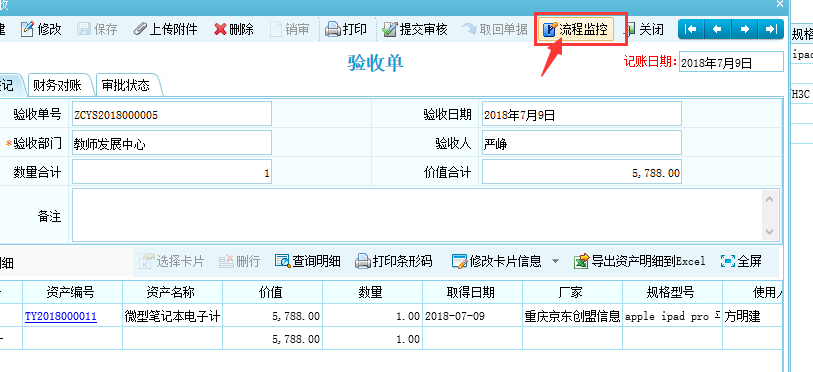 收
建 修改 保存 上传附件 删除 销审 打印 提交审核 取回单据 流程监控 关闭
规格
验收单
记账日期: 2018年7月9日
ipad
登记 财务对账 审批状态
H3C
验收单号 ZCYS2018000005 验收日期 2018年7月9日
*验收部门 教师发展中心 验收人 严峥
数量合计 1 价值合计 5,788.00
备注
明细 选择卡片 删行 查询明细 打印条形码 修改卡片信息 导出资产明细到Excel 全屏
资产编号 资产名称 价值 数量 取得日期 厂家 规格型号 使用人
TY2018000011 微型笔记本电子计 5,788.00 1.00 2018-07-09 重庆京东创盟信息 apple ipad pro 方明建
5,788.00 1.00